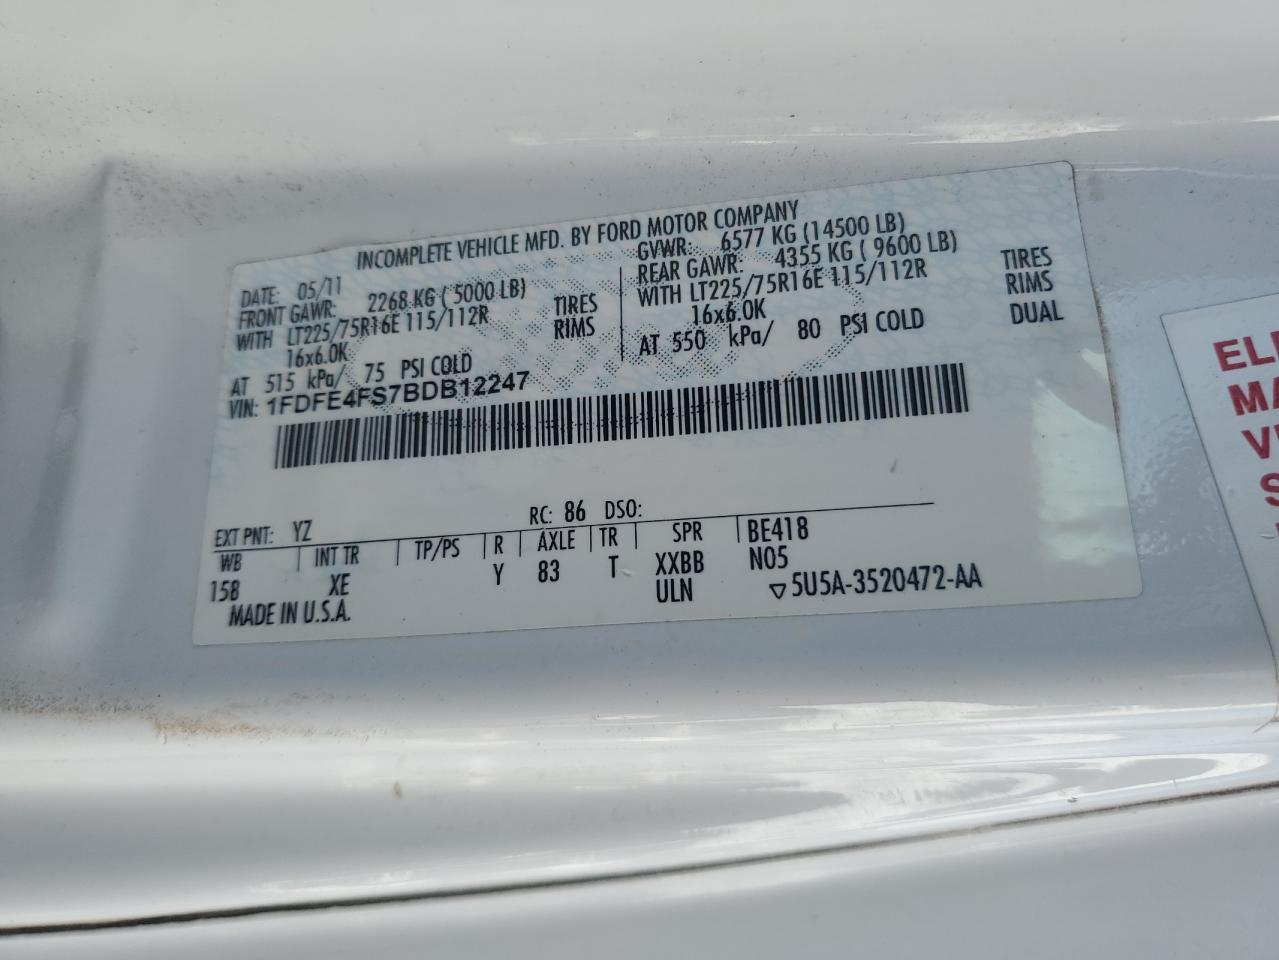 INCOMPLETE VEHICLE MFD. BY FORD MOTOR COMPANY
DATE: 05/11
FRONT GAWR: 2268 KG ( 5000 LB)
WITH LT225/75R16E 115/112R TIRES
16x6.0K RIMS
AT 515 kPa/ 75 PSI COLD
GVWR: 6577 KG (14500 LB)
REAR GAWR: 4355 KG ( 9600 LB)
WITH LT225/75R16E 115/112R TIRES
16x6.0K RIMS
AT 550 kPa/ 80 PSI COLD DUAL
VIN: 1FDFE4FS7BDB12247
EXT PNT: YZ RC: 86 DSO:
WB INT TR TP/PS R AXLE TR SPR BE418
158 XE Y 83 T XXBB N05
ULN ▽5U5A-3520472-AA
MADE IN U.S.A.